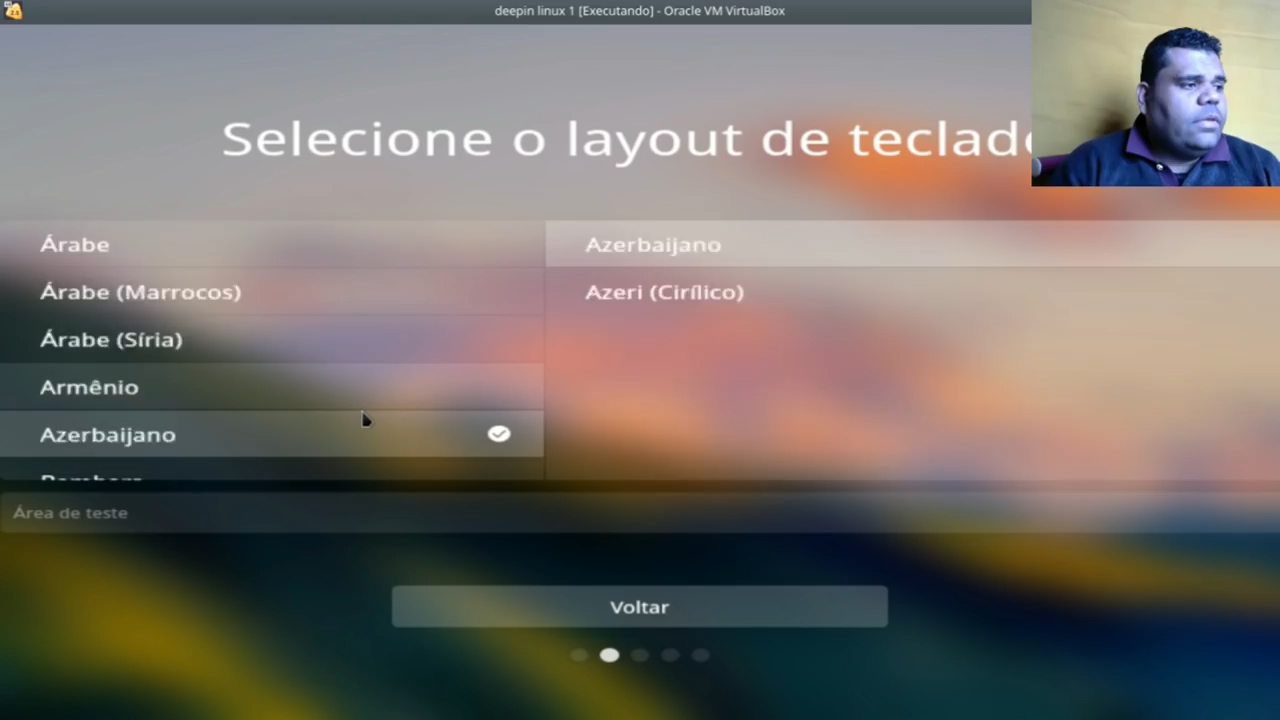 deepin linux 1 [Executando] - Oracle VM VirtualBox
Selecione o layout de teclado
Árabe
Árabe (Marrocos)
Árabe (Síria)
Armênio
Azerbaijano
Azerbaijano
Azeri (Cirílico)
Área de teste
Voltar